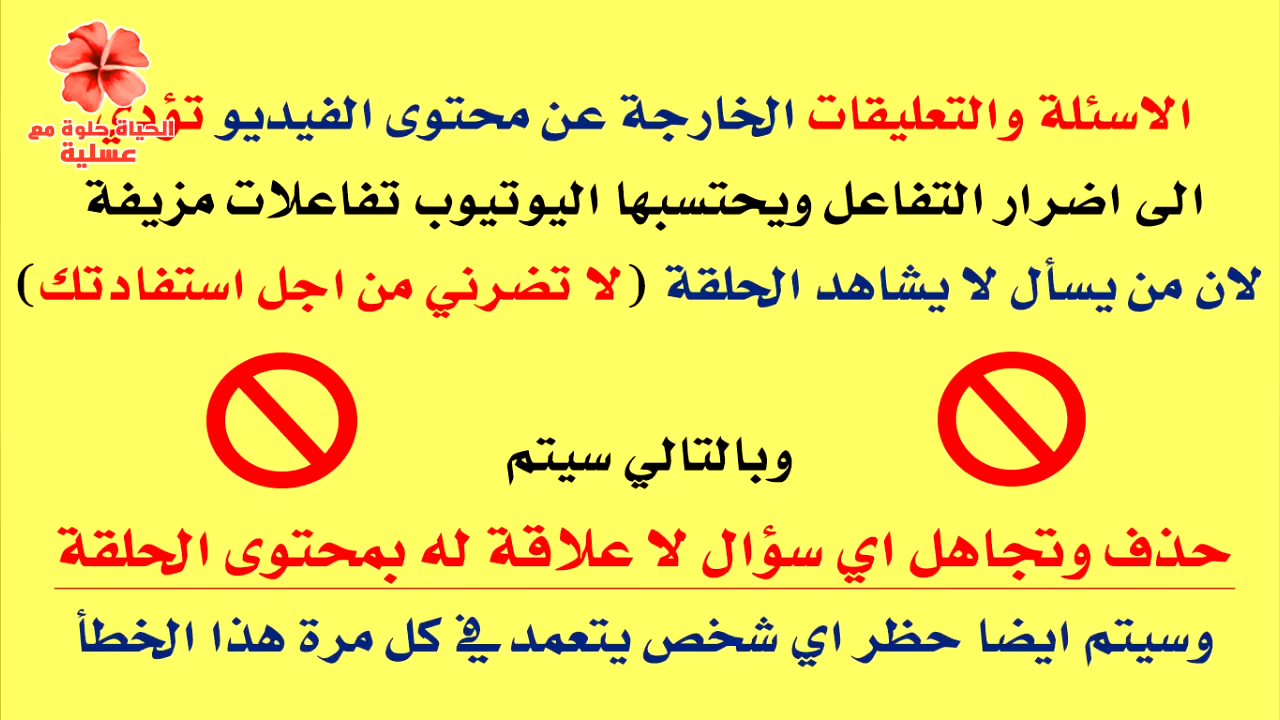 الحياة حلوة مع
عسلية
الاسئلة والتعليقات الخارجة عن محتوى الفيديو تؤدي
الى اضرار التفاعل ويحتسبها اليوتيوب تفاعلات مزيفة
لان من يسأل لا يشاهد الحلقة (لا تضرني من اجل استفادتك)
وبالتالي سيتم
حذف وتجاهل اي سؤال لا علاقة له بمحتوى الحلقة
وسيتم ايضا حظر اي شخص يتعمد في كل مرة هذا الخطأ